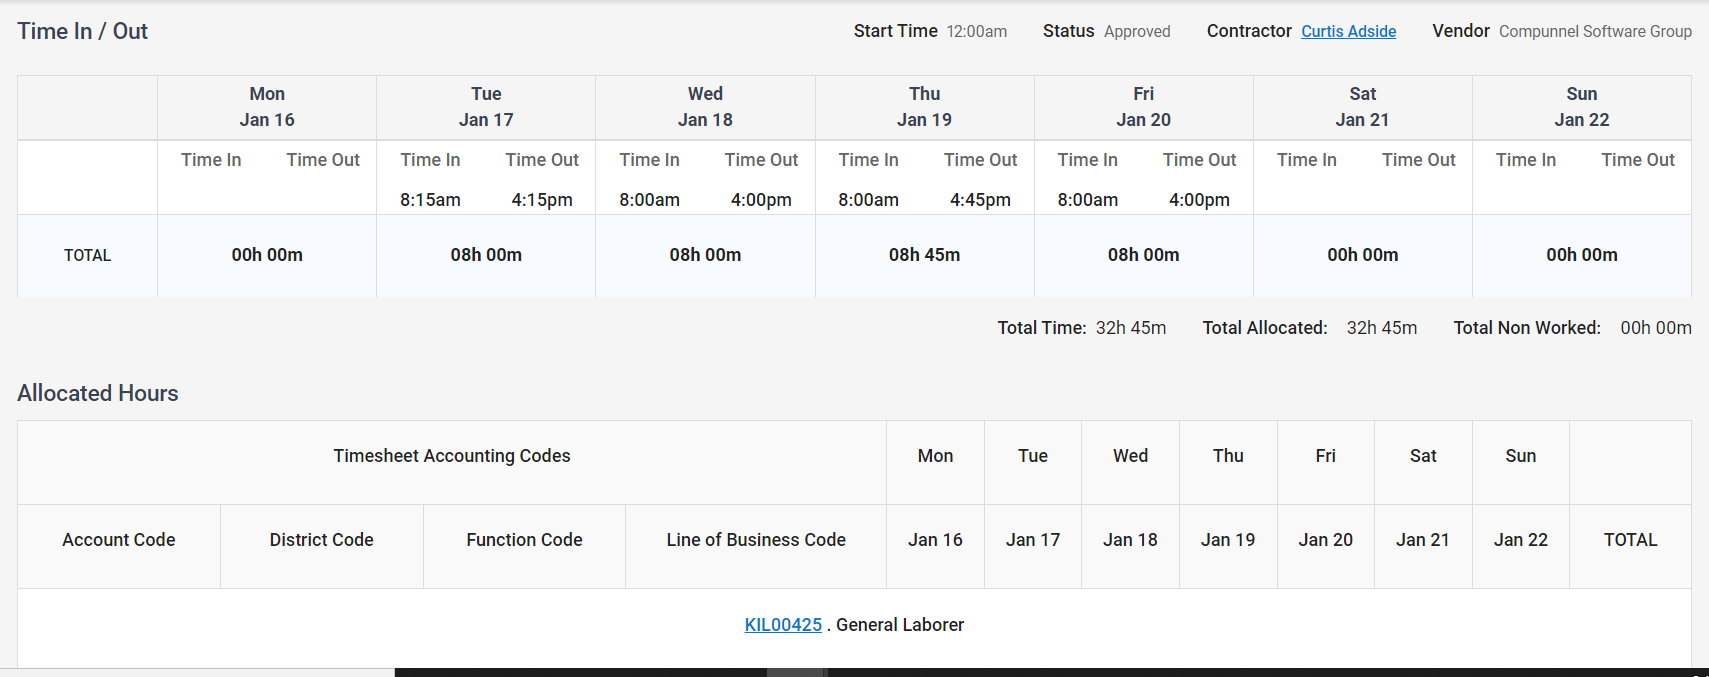 Time In / Out Start Time 12:00am Status Approved Contractor Curtis Adside Vendor Compunnel Software Group
Mon Tue Wed Thu Fri Sat Sun
Jan 16 Jan 17 Jan 18 Jan 19 Jan 20 Jan 21 Jan 22
Time In Time Out Time In Time Out Time In Time Out Time In Time Out Time In Time Out Time In Time Out Time In Time Out
8:15am 4:15pm 8:00am 4:00pm 8:00am 4:45pm 8:00am 4:00pm
TOTAL 00h 00m 08h 00m 08h 00m 08h 45m 08h 00m 00h 00m 00h 00m
Total Time: 32h 45m Total Allocated: 32h 45m Total Non Worked: 00h 00m
Allocated Hours
Timesheet Accounting Codes Mon Tue Wed Thu Fri Sat Sun
Account Code District Code Function Code Line of Business Code Jan 16 Jan 17 Jan 18 Jan 19 Jan 20 Jan 21 Jan 22 TOTAL
KIL00425 . General Laborer